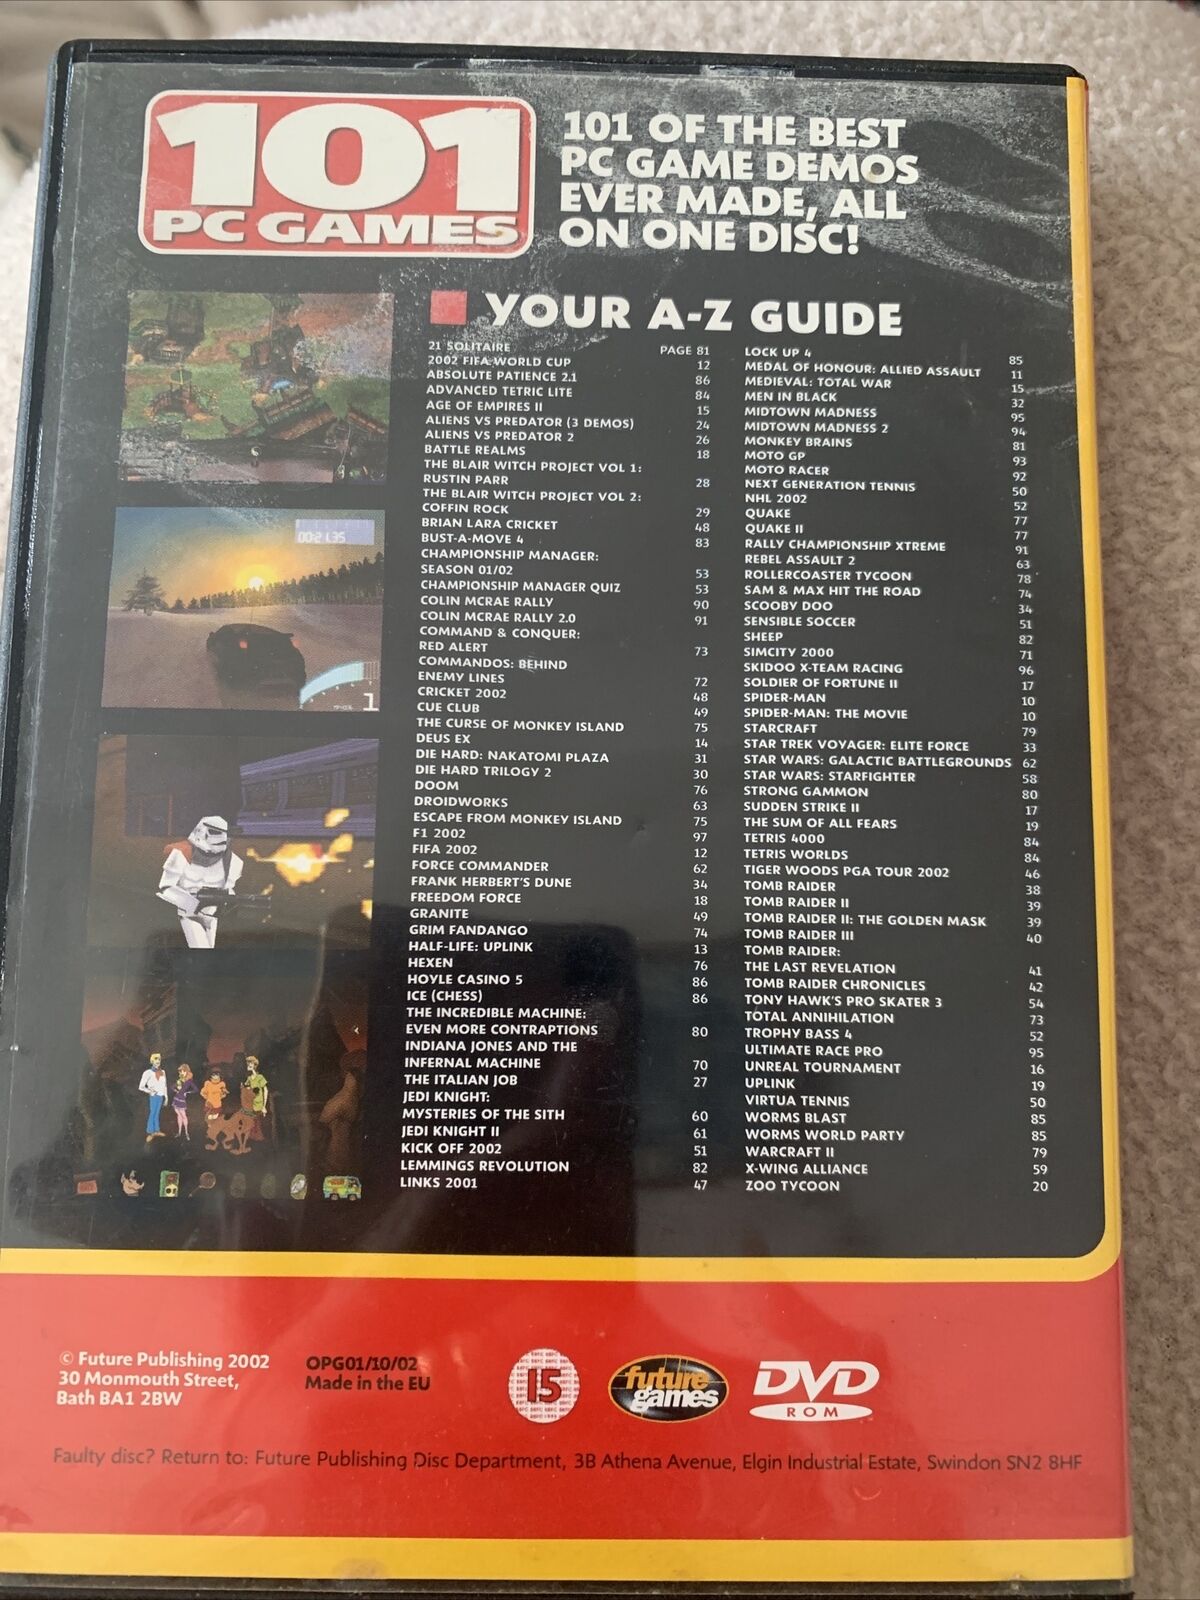 101
PC GAMES
101 OF THE BEST
PC GAME DEMOS
EVER MADE, ALL
ON ONE DISC!
YOUR A-Z GUIDE
21 SOLITAIRE PAGE 81
2002 FIFA WORLD CUP 12
ABSOLUTE PATIENCE 2.1 86
ADVANCED TETRIC LITE 84
AGE OF EMPIRES II 15
ALIENS VS PREDATOR (3 DEMOS) 24
ALIENS VS PREDATOR 2 26
BATTLE REALMS 18
THE BLAIR WITCH PROJECT VOL 1:
RUSTIN PARR 28
THE BLAIR WITCH PROJECT VOL 2:
COFFIN ROCK 29
BRIAN LARA CRICKET 48
BUST-A-MOVE 4 83
CHAMPIONSHIP MANAGER:
SEASON 01/02 53
CHAMPIONSHIP MANAGER QUIZ 53
COLIN MCRAE RALLY 90
COLIN MCRAE RALLY 2.0 91
COMMAND & CONQUER:
RED ALERT 73
COMMANDOS: BEHIND
ENEMY LINES 72
CRICKET 2002 48
CUE CLUB 49
THE CURSE OF MONKEY ISLAND 75
DEUS EX 14
DIE HARD: NAKATOMI PLAZA 31
DIE HARD TRILOGY 2 30
DOOM 76
DROIDWORKS 63
ESCAPE FROM MONKEY ISLAND 75
F1 2002 97
FIFA 2002 12
FORCE COMMANDER 62
FRANK HERBERT'S DUNE 34
FREEDOM FORCE 18
GRANITE 49
GRIM FANDANGO 74
HALF-LIFE: UPLINK 13
HEXEN 76
HOYLE CASINO 5 86
ICE (CHESS) 86
THE INCREDIBLE MACHINE:
EVEN MORE CONTRAPTIONS 80
INDIANA JONES AND THE
INFERNAL MACHINE 70
THE ITALIAN JOB 27
JEDI KNIGHT:
MYSTERIES OF THE SITH 60
JEDI KNIGHT II 61
KICK OFF 2002 51
LEMMINGS REVOLUTION 82
LINKS 2001 47
LOCK UP 4 85
MEDAL OF HONOUR: ALLIED ASSAULT 11
MEDIEVAL: TOTAL WAR 15
MEN IN BLACK 32
MIDTOWN MADNESS 95
MIDTOWN MADNESS 2 94
MONKEY BRAINS 81
MOTO GP 93
MOTO RACER 92
NEXT GENERATION TENNIS 50
NHL 2002 52
QUAKE 77
QUAKE II 77
RALLY CHAMPIONSHIP XTREME 91
REBEL ASSAULT 2 63
ROLLERCOASTER TYCOON 78
SAM & MAX HIT THE ROAD 74
SCOOBY DOO 34
SENSIBLE SOCCER 51
SHEEP 82
SIMCITY 2000 71
SKIDOO X-TEAM RACING 96
SOLDIER OF FORTUNE II 17
SPIDER-MAN 10
SPIDER-MAN: THE MOVIE 10
STARCRAFT 79
STAR TREK VOYAGER: ELITE FORCE 33
STAR WARS: GALACTIC BATTLEGROUNDS 62
STAR WARS: STARFIGHTER 58
STRONG GAMMON 80
SUDDEN STRIKE II 17
THE SUM OF ALL FEARS 19
TETRIS 4000 84
TETRIS WORLDS 84
TIGER WOODS PGA TOUR 2002 46
TOMB RAIDER 38
TOMB RAIDER II 39
TOMB RAIDER II: THE GOLDEN MASK 39
TOMB RAIDER III 40
TOMB RAIDER:
THE LAST REVELATION 41
TOMB RAIDER CHRONICLES 42
TONY HAWK'S PRO SKATER 3 54
TOTAL ANNIHILATION 73
TROPHY BASS 4 52
ULTIMATE RACE PRO 95
UNREAL TOURNAMENT 16
UPLINK 19
VIRTUA TENNIS 50
WORMS BLAST 85
WORMS WORLD PARTY 85
WARCRAFT II 79
X-WING ALLIANCE 59
ZOO TYCOON 20
00:21.35
1
© Future Publishing 2002
30 Monmouth Street,
Bath BA1 2BW
OPG01/10/02
Made in the EU
15
future
games
DVD
ROM
Faulty disc? Return to: Future Publishing Disc Department, 3B Athena Avenue, Elgin Industrial Estate, Swindon SN2 8HF